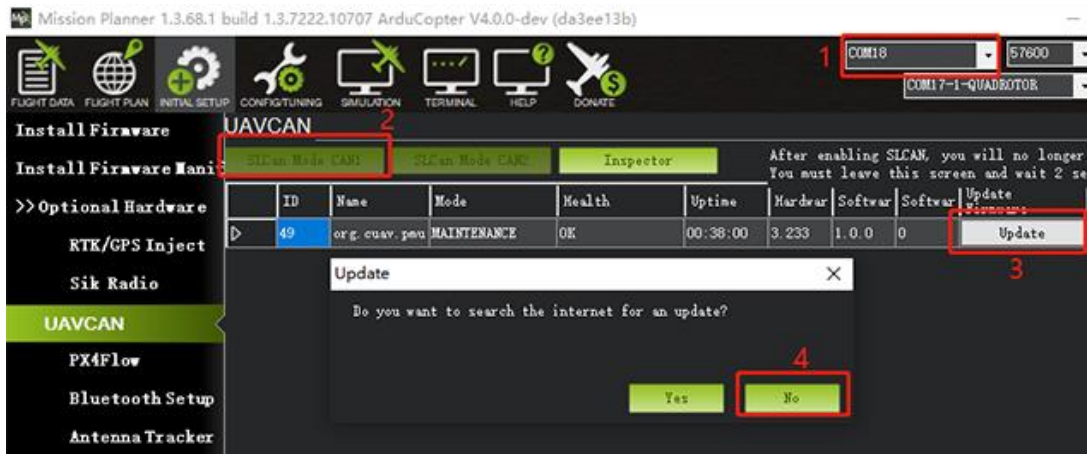 Mission Planner 1.3.68.1 build 1.3.7222.10707 ArduCopter V4.0.0-dev (da3ee13b)
1 COM18 57600
COM17-1-QUADROTOR
FLIGHT DATA FLIGHT PLAN INITIAL SETUP CONFIG/TUNING SIMULATION TERMINAL HELP DONATE
Install Firmware UAVCAN 2
Install Firmware Mani SLCan Mode CAN1 SLCan Mode CAN2 Inspector After enabling SLCAN, you will no longer
You must leave this screen and wait 2 se
>>Optional Hardware ID Name Mode Health Uptime Hardwar Softwar Softwar Update Firmware
RTK/GPS Inject 49 org.cuav.pmu MAINTENANCE OK 00:38:00 3.233 1.0.0 0 Update
3
Sik Radio Update
UAVCAN Do you want to search the internet for an update?
PX4Flow 4
Bluetooth Setup Yes No
Antenna Tracker